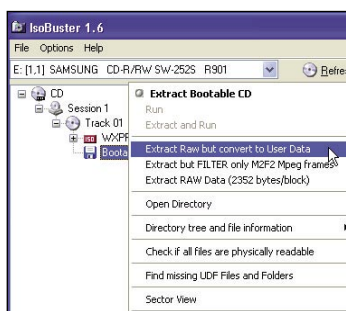 IsoBuster 1.6
File Options Help
E: [1,1] SAMSUNG CD-R/RW SW-252S R901
CD
Session 1
Track 01
ISO
Extract Bootable CD
Run
Extract and Run
Extract Raw but convert to User Data
Extract but FILTER only M2F2 Mpeg frames
Extract RAW Data (2352 bytes/block)
Open Directory
Directory tree and file information
Check if all files are physically readable
Find missing UDF Files and Folders
Sector View